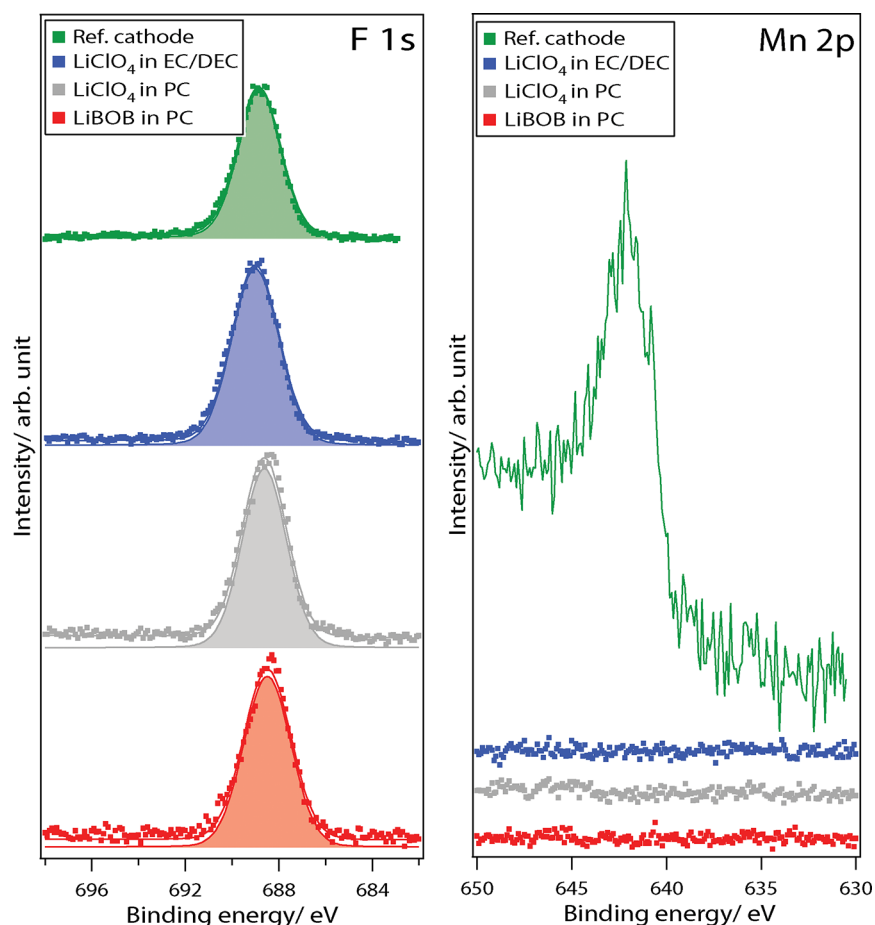 F 1s
Ref. cathode
LiClO₄ in EC/DEC
LiClO₄ in PC
LiBOB in PC
Intensity/ arb. unit
696
692
688
684
Binding energy/ eV
Mn 2p
Ref. cathode
LiClO₄ in EC/DEC
LiClO₄ in PC
LiBOB in PC
Intensity/ arb. unit
650
645
640
635
630
Binding energy/ eV